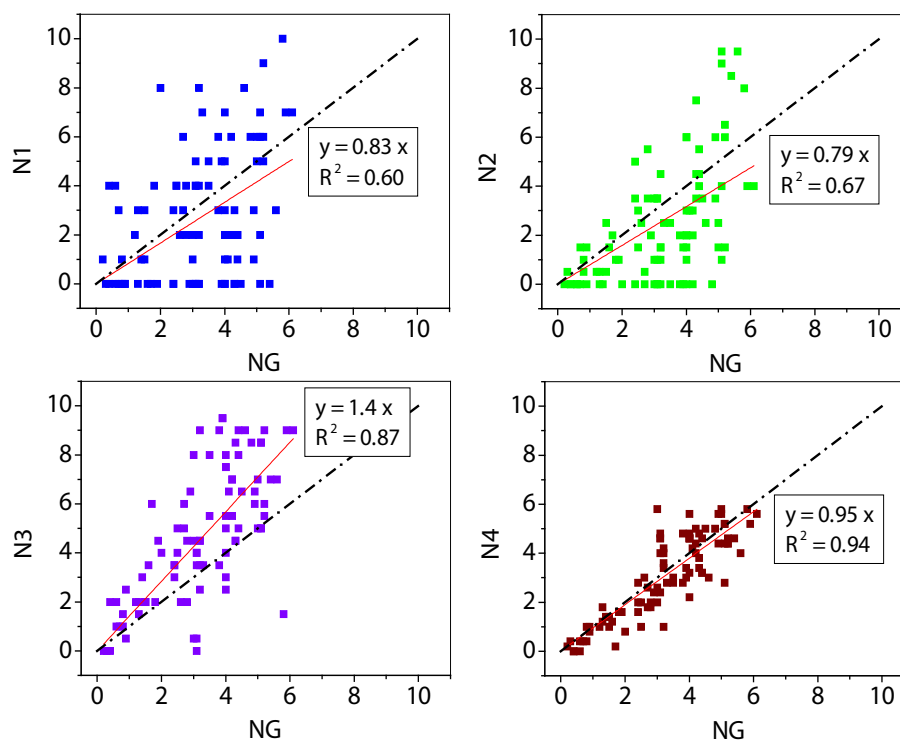 10
8
6
4
2
0
N1
y = 0.83 x
R² = 0.60
0 2 4 6 8 10
NG
10
8
6
4
2
0
N2
y = 0.79 x
R² = 0.67
0 2 4 6 8 10
NG
10
8
6
4
2
0
N3
y = 1.4 x
R² = 0.87
0 2 4 6 8 10
NG
10
8
6
4
2
0
N4
y = 0.95 x
R² = 0.94
0 2 4 6 8 10
NG